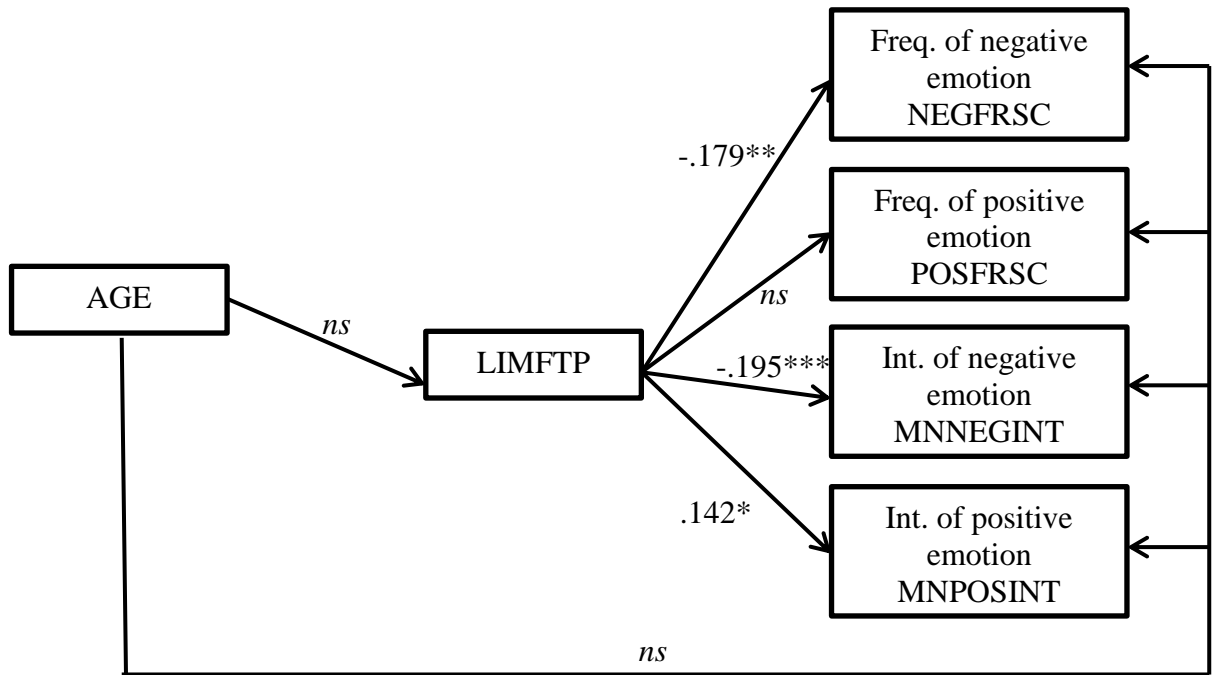 Freq. of negative
emotion
NEGFRSC
-.179**
Freq. of positive
emotion
POSFRSC
AGE
ns
ns
LIMFTP
-.195***
Int. of negative
emotion
MNNEGINT
.142*
Int. of positive
emotion
MNPOSINT
ns